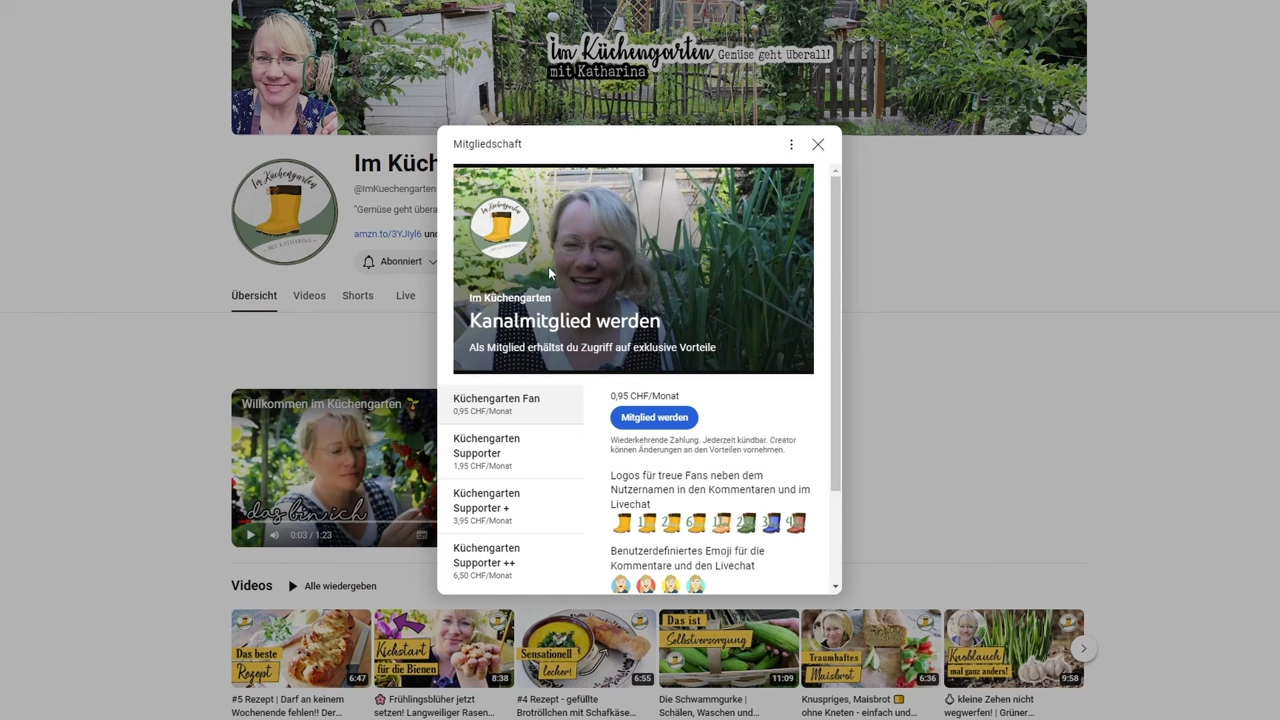 im Küchengarten Gemüse geht überall!
mit Katharina
Im Küch
@ImKuechengarten
"Gemüse geht übera
amzn.to/3YJIyl6 und
Abonniert
Übersicht
Videos
Shorts
Live
Mitgliedschaft
Im Küchengarten
Im Küchengarten
Kanalmitglied werden
Als Mitglied erhältst du Zugriff auf exklusive Vorteile
Küchengarten Fan
0,95 CHF/Monat
Küchengarten
Supporter
1,95 CHF/Monat
Küchengarten
Supporter +
3,95 CHF/Monat
Küchengarten
Supporter ++
6,50 CHF/Monat
0,95 CHF/Monat
Mitglied werden
Wiederkehrende Zahlung. Jederzeit kündbar. Creator
können Änderungen an den Vorteilen vornehmen.
Logos für treue Fans neben dem
Nutzernamen in den Kommentaren und im
Livechat
Benutzerdefiniertes Emoji für die
Kommentare und den Livechat
Willkommen im Küchengarten
das bin ich
0:03 / 1:23
Videos
Alle wiedergeben
Das beste
Rezept
6:47
Kickstart
für die Bienen
8:38
Sensationell
lecker!
6:55
Das ist
Selbstversorgung
11:09
Traumhaftes
Maisbrot
6:36
Knoblauch
mal ganz anders!
9:58
#5 Rezept | Darf an keinem
Wochenende fehlen!! Der...
Frühlingsblüher jetzt
setzen! Langweiliger Rasen...
#4 Rezept - gefüllte
Brotröllchen mit Schafkäse...
Die Schwammgurke |
Schälen, Waschen und...
Knuspriges, Maisbrot
ohne Kneten - einfach und...
kleine Zehen nicht
wegwerfen! | Grüner...